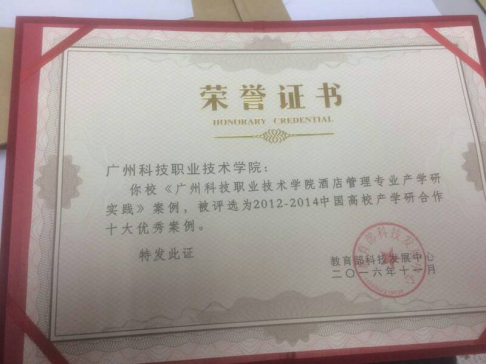 荣誉证书
HONORARY CREDENTIAL
广州科技职业技术学院：
你校《广州科技职业技术学院酒店管理专业产学研
实践》案例，被评选为2012-2014中国高校产学研合作
十大优秀案例。
特发此证
教育部科技发展中心
二〇一六年十一月